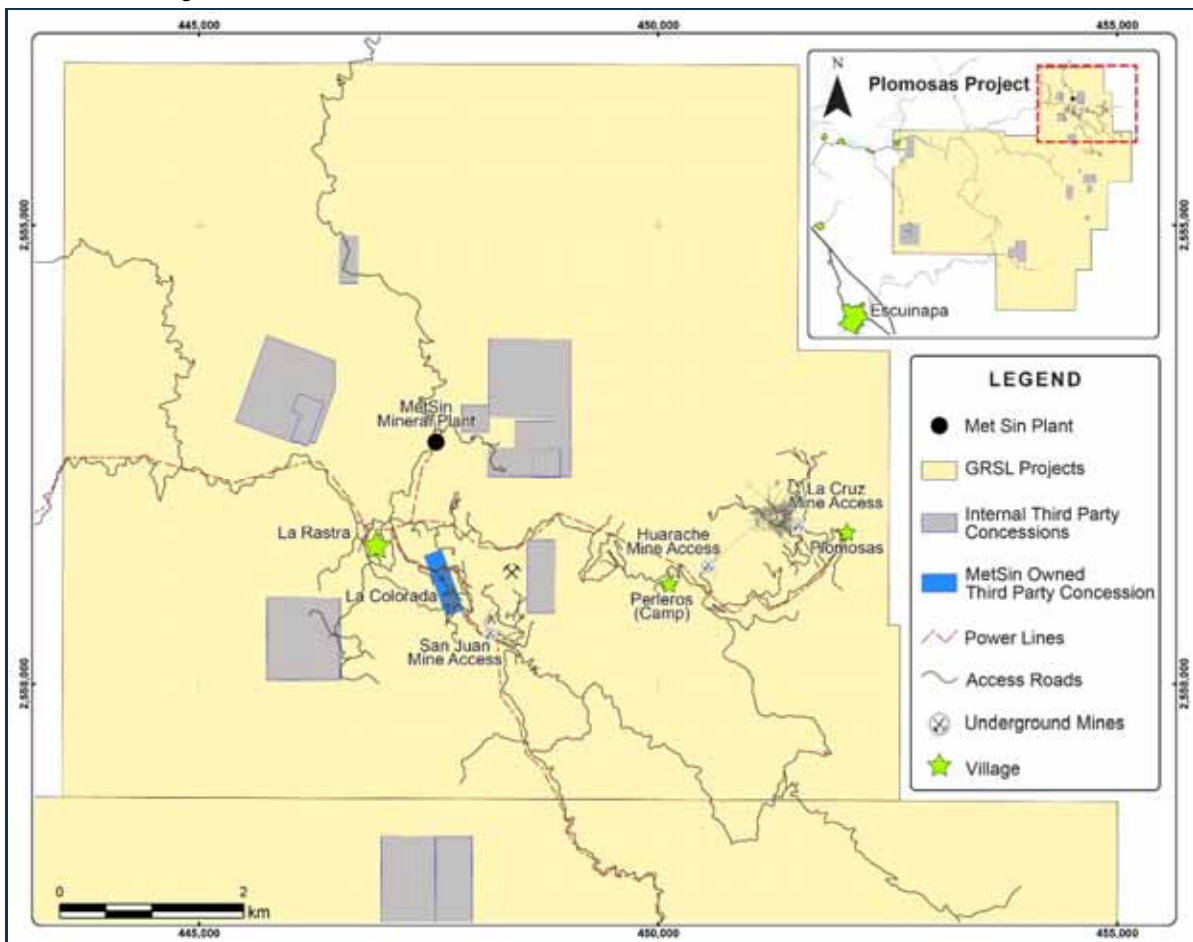 445,000
450,000
455,000
N
Plomosas Project
Escuinapa
2,555,000
2,555,000
MetSin
Mineral Plant
La Cruz
Mine Access
Huarache
Mine Access
Plomosas
La Rastra
La Colorada
Perleros
(Camp)
San Juan
Mine Access
LEGEND
Met Sin Plant
GRSL Projects
Internal Third Party
Concessions
MetSin Owned
Third Party Concession
Power Lines
Access Roads
Underground Mines
Village
2,550,000
2,550,000
0
2
km
445,000
450,000
455,000